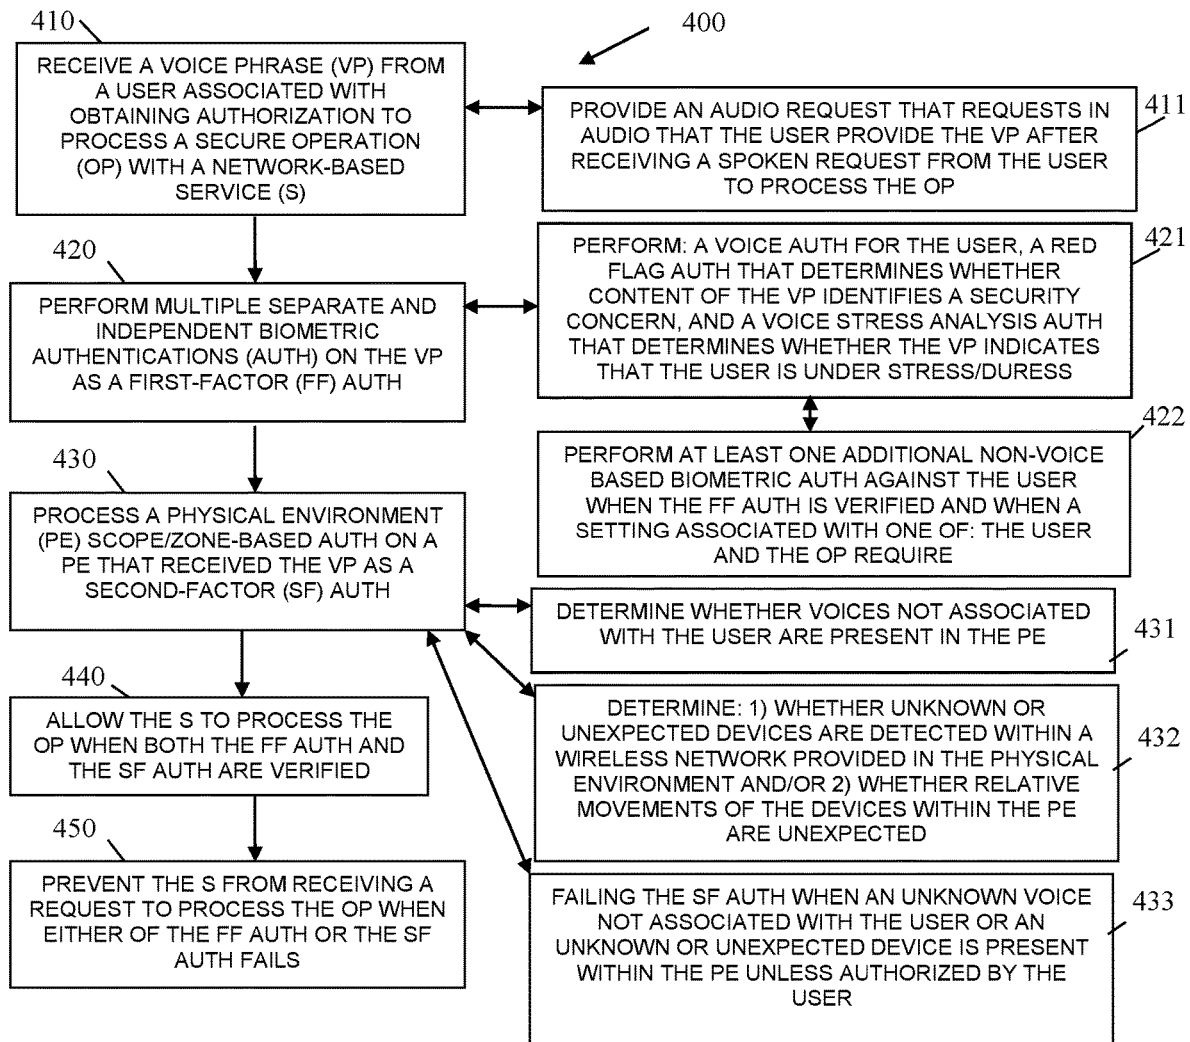 400
410
RECEIVE A VOICE PHRASE (VP) FROM
A USER ASSOCIATED WITH
OBTAINING AUTHORIZATION TO
PROCESS A SECURE OPERATION
(OP) WITH A NETWORK-BASED
SERVICE (S)
411
PROVIDE AN AUDIO REQUEST THAT REQUESTS IN
AUDIO THAT THE USER PROVIDE THE VP AFTER
RECEIVING A SPOKEN REQUEST FROM THE USER
TO PROCESS THE OP
420
PERFORM MULTIPLE SEPARATE AND
INDEPENDENT BIOMETRIC
AUTHENTICATIONS (AUTH) ON THE VP
AS A FIRST-FACTOR (FF) AUTH
421
PERFORM: A VOICE AUTH FOR THE USER, A RED
FLAG AUTH THAT DETERMINES WHETHER
CONTENT OF THE VP IDENTIFIES A SECURITY
CONCERN, AND A VOICE STRESS ANALYSIS AUTH
THAT DETERMINES WHETHER THE VP INDICATES
THAT THE USER IS UNDER STRESS/DURESS
422
PERFORM AT LEAST ONE ADDITIONAL NON-VOICE
BASED BIOMETRIC AUTH AGAINST THE USER
WHEN THE FF AUTH IS VERIFIED AND WHEN A
SETTING ASSOCIATED WITH ONE OF: THE USER
AND THE OP REQUIRE
430
PROCESS A PHYSICAL ENVIRONMENT
(PE) SCOPE/ZONE-BASED AUTH ON A
PE THAT RECEIVED THE VP AS A
SECOND-FACTOR (SF) AUTH
DETERMINE WHETHER VOICES NOT ASSOCIATED
WITH THE USER ARE PRESENT IN THE PE
431
DETERMINE: 1) WHETHER UNKNOWN OR
UNEXPECTED DEVICES ARE DETECTED WITHIN A
WIRELESS NETWORK PROVIDED IN THE PHYSICAL
ENVIRONMENT AND/OR 2) WHETHER RELATIVE
MOVEMENTS OF THE DEVICES WITHIN THE PE
ARE UNEXPECTED
432
FAILING THE SF AUTH WHEN AN UNKNOWN VOICE
NOT ASSOCIATED WITH THE USER OR AN
UNKNOWN OR UNEXPECTED DEVICE IS PRESENT
WITHIN THE PE UNLESS AUTHORIZED BY THE
USER
433
440
ALLOW THE S TO PROCESS THE
OP WHEN BOTH THE FF AUTH AND
THE SF AUTH ARE VERIFIED
450
PREVENT THE S FROM RECEIVING A
REQUEST TO PROCESS THE OP WHEN
EITHER OF THE FF AUTH OR THE SF
AUTH FAILS